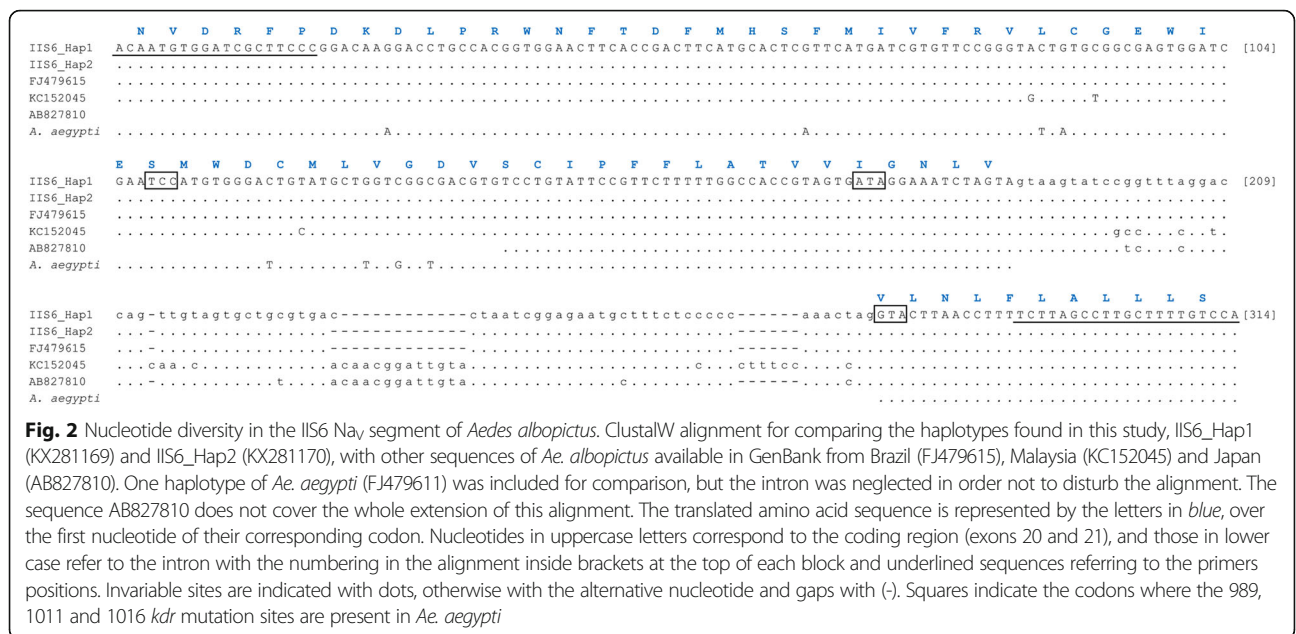 N V D R F P D K D L P R W N F T D F M H S F M I V F R V L C G E W I
IIS6_Hap1 ACAATGTGGATCGCTTCCCGGACAAGGACCTGCCACGGTGGAACTTCACCGACTTCATGCACTCGTTCATGATCGTGTTCCGGGTACTGTGCGGCGAGTGGATC [104]
IIS6_Hap2 ........................................................................................................
FJ479615 ........................................................................................................
KC152045 .....................................................................................G.....T............
AB827810
A. aegypti .........................A......................................A.....................T.A...............
E S M W D C M L V G D V S C I P F F L A T V V I G N L V
IIS6_Hap1 GAATCCATGTGGGACTGTATGCTGGTCGGCGACGTGTCCTGTATTCCGTTCTTTTTGGCCACCGTAGTGATAGGAAATCTAGTAgtaagtatccggtttaggac [209]
IIS6_Hap2 ........................................................................................................
FJ479615 ........................................................................................................
KC152045 .................C...........................................................................gcc...c..t.
AB827810 ..........................................................tc...c....
A. aegypti ..............T........T..G..T......................................................
V L N L F L A L L L S
IIS6_Hap1 cag-ttgtagtgctgcgtgac------------ctaatcggagaatgctttctccccc------aaactagGTACTTAACCTTTTCTTAGCCTTGCTTTTGTCCA [314]
IIS6_Hap2 ...-................-------------.........................------.........................................
FJ479615 ...-................-------------.........................------.........................................
KC152045 ...caa.c............acaacggattgta.....................c...ctttcc....c....................................
AB827810 ...-...........t....acaacggattgta..............c..........------....c....................................
A. aegypti ..................................
Fig. 2 Nucleotide diversity in the IIS6 NaV segment of Aedes albopictus. ClustalW alignment for comparing the haplotypes found in this study, IIS6_Hap1
(KX281169) and IIS6_Hap2 (KX281170), with other sequences of Ae. albopictus available in GenBank from Brazil (FJ479615), Malaysia (KC152045) and Japan
(AB827810). One haplotype of Ae. aegypti (FJ479611) was included for comparison, but the intron was neglected in order not to disturb the alignment. The
sequence AB827810 does not cover the whole extension of this alignment. The translated amino acid sequence is represented by the letters in blue, over
the first nucleotide of their corresponding codon. Nucleotides in uppercase letters correspond to the coding region (exons 20 and 21), and those in lower
case refer to the intron with the numbering in the alignment inside brackets at the top of each block and underlined sequences referring to the primers
positions. Invariable sites are indicated with dots, otherwise with the alternative nucleotide and gaps with (-). Squares indicate the codons where the 989,
1011 and 1016 kdr mutation sites are present in Ae. aegypti